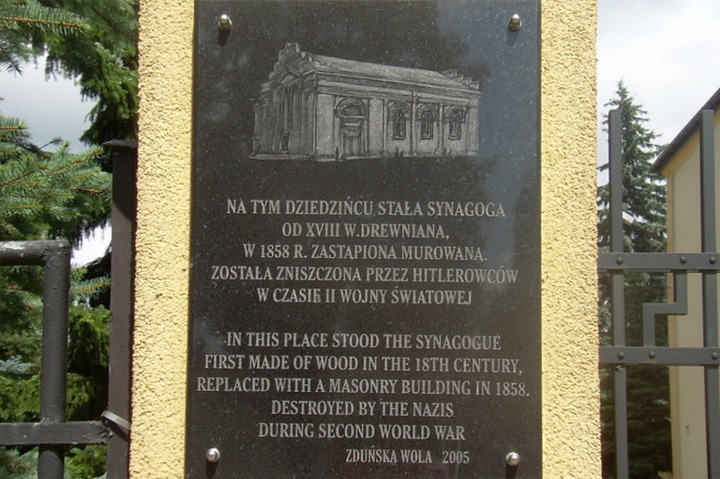 NA TYM DZIEDZIŃCU STAŁA SYNAGOGA
OD XVIII W.DREWNIANA,
W 1858 R. ZASTĄPIONA MUROWANĄ.
ZOSTAŁA ZNISZCZONA PRZEZ HITLEROWCÓW
W CZASIE II WOJNY ŚWIATOWEJ
IN THIS PLACE STOOD THE SYNAGOGUE
FIRST MADE OF WOOD IN THE 18TH CENTURY,
REPLACED WITH A MASONRY BUILDING IN 1858.
DESTROYED BY THE NAZIS
DURING SECOND WORLD WAR
ZDUŃSKA WOLA 2005